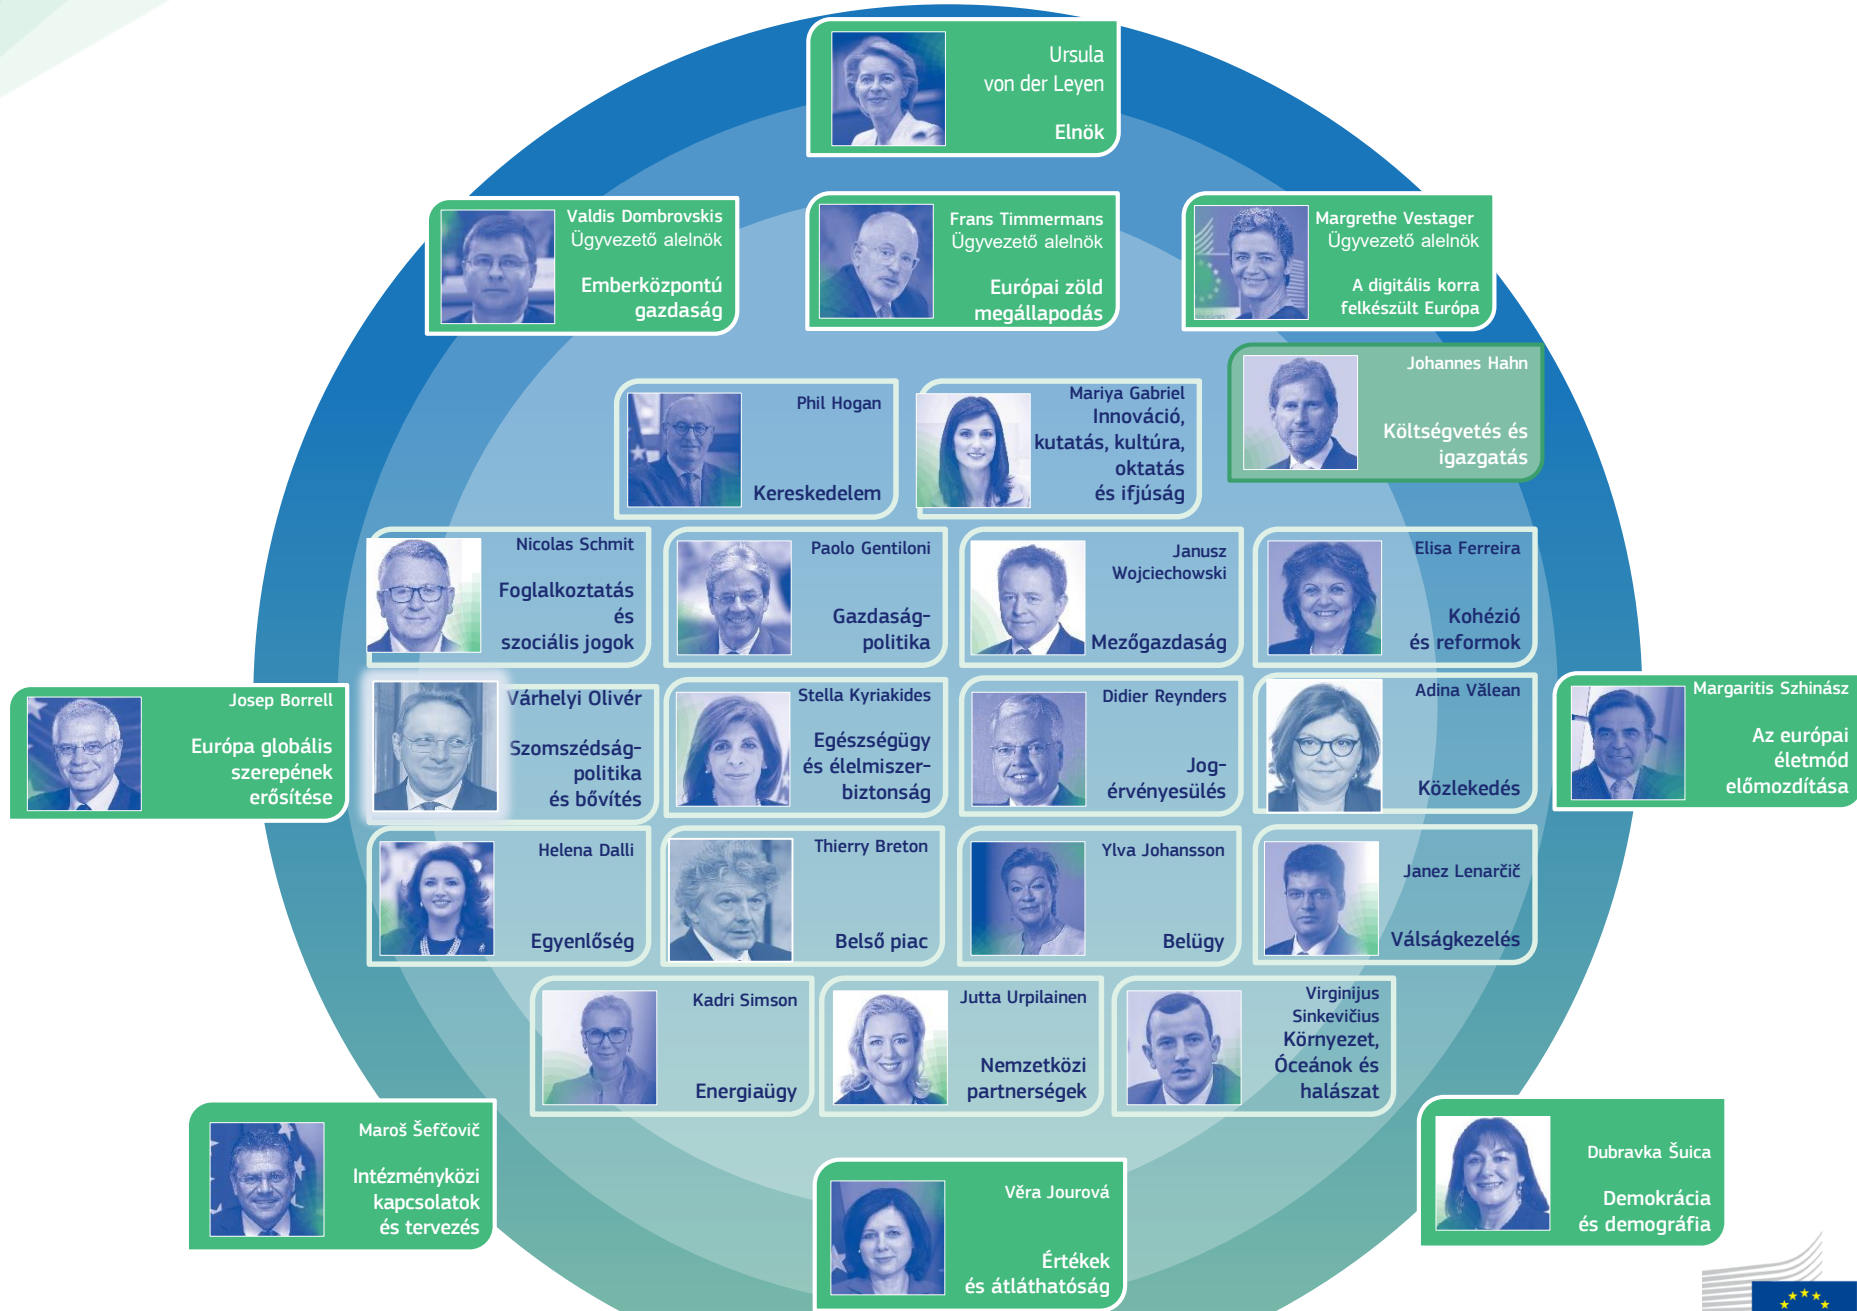 Ursula
von der Leyen
Elnök
Valdis Dombrovskis
Ügyvezető alelnök
Emberközpontú
gazdaság
Frans Timmermans
Ügyvezető alelnök
Európai zöld
megállapodás
Margrethe Vestager
Ügyvezető alelnök
A digitális korra
felkészült Európa
Phil Hogan
Kereskedelem
Mariya Gabriel
Innováció,
kutatás, kultúra,
oktatás
és ifjúság
Johannes Hahn
Költségvetés és
igazgatás
Nicolas Schmit
Foglalkoztatás
és
szociális jogok
Paolo Gentiloni
Gazdaság-
politika
Janusz
Wojciechowski
Mezőgazdaság
Elisa Ferreira
Kohézió
és reformok
Josep Borrell
Európa globális
szerepének
erősítése
Várhelyi Olivér
Szomszédság-
politika
és bővítés
Stella Kyriakides
Egészségügy
és élelmiszer-
biztonság
Didier Reynders
Jog-
érvényesülés
Adina Vălean
Közlekedés
Margaritis Szhinász
Az európai
életmód
előmozdítása
Helena Dalli
Egyenlőség
Thierry Breton
Belső piac
Ylva Johansson
Belügy
Janez Lenarčič
Válságkezelés
Kadri Simson
Energiaügy
Jutta Urpilainen
Nemzetközi
partnerségek
Virginijus
Sinkevičius
Környezet,
Óceánok és
halászat
Maroš Šefčovič
Intézményközi
kapcsolatok
és tervezés
Věra Jourová
Értékek
és átláthatóság
Dubravka Šuica
Demokrácia
és demográfia